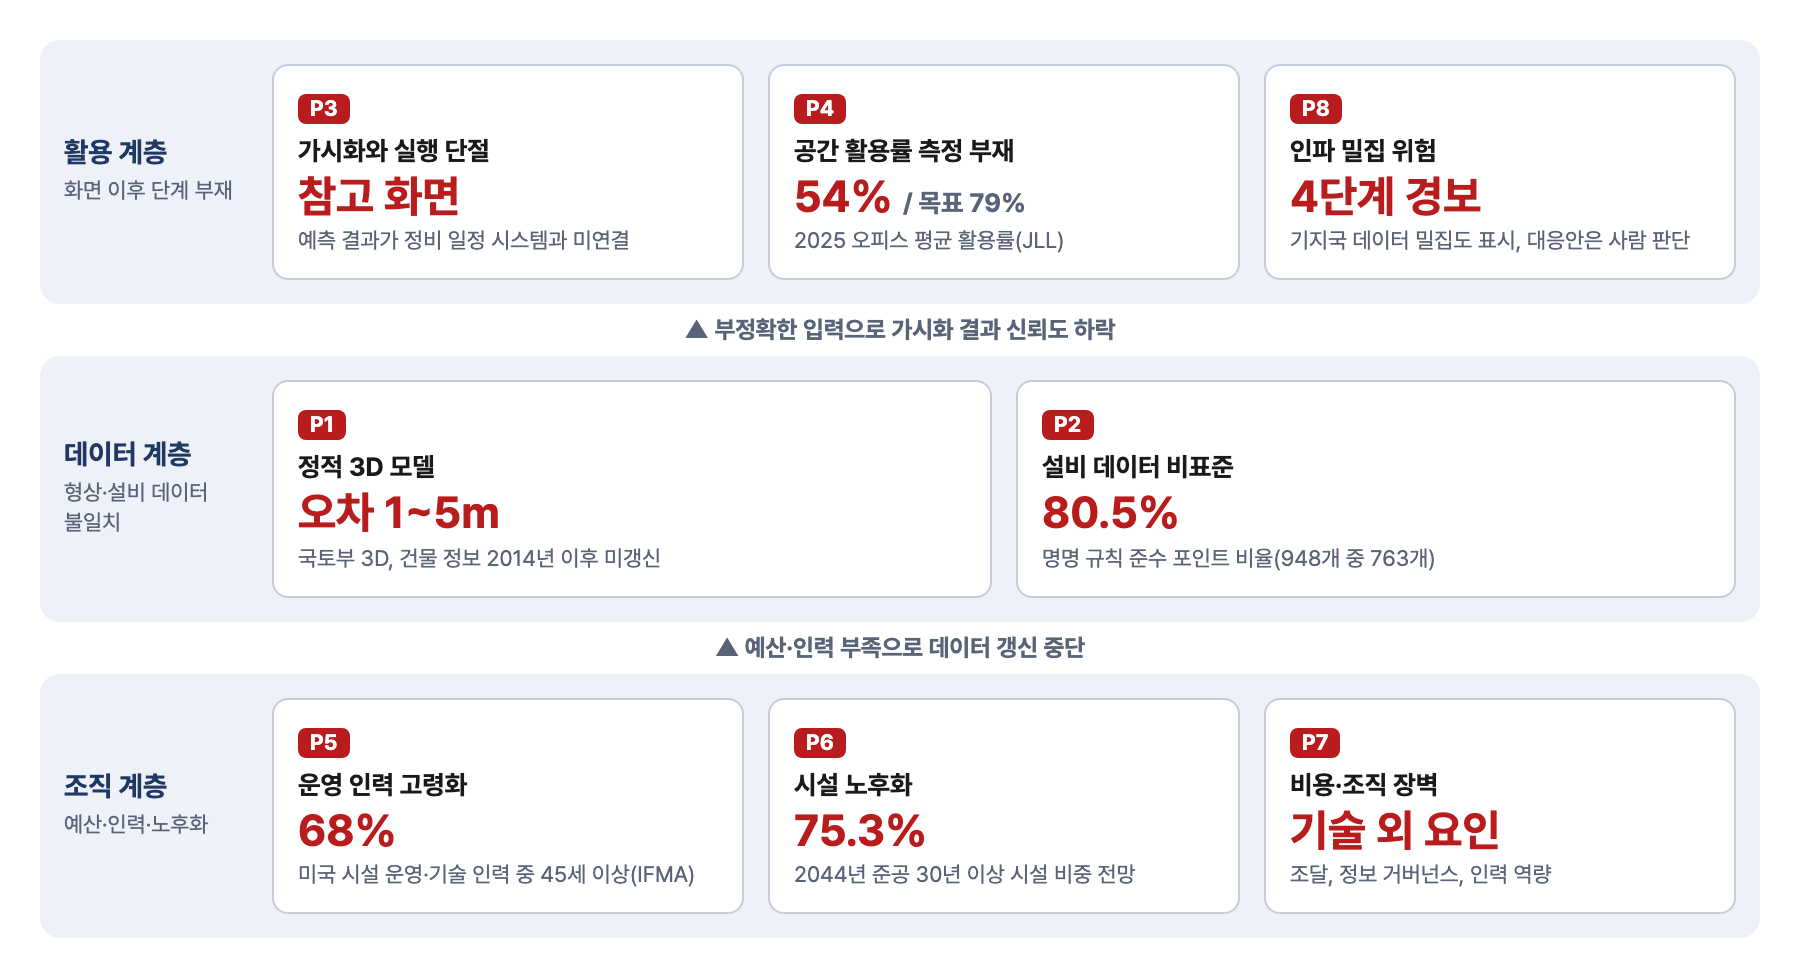 활용 계층
화면 이후 단계 부재
P3
가시화와 실행 단절
참고 화면
예측 결과가 정비 일정 시스템과 미연결
P4
공간 활용률 측정 부재
54% / 목표 79%
2025 오피스 평균 활용률(JLL)
P8
인파 밀집 위험
4단계 경보
기지국 데이터 밀집도 표시, 대응안은 사람 판단
▲ 부정확한 입력으로 가시화 결과 신뢰도 하락
데이터 계층
형상·설비 데이터
불일치
P1
정적 3D 모델
오차 1~5m
국토부 3D, 건물 정보 2014년 이후 미갱신
P2
설비 데이터 비표준
80.5%
명명 규칙 준수 포인트 비율(948개 중 763개)
▲ 예산·인력 부족으로 데이터 갱신 중단
조직 계층
예산·인력·노후화
P5
운영 인력 고령화
68%
미국 시설 운영·기술 인력 중 45세 이상(IFMA)
P6
시설 노후화
75.3%
2044년 준공 30년 이상 시설 비중 전망
P7
비용·조직 장벽
기술 외 요인
조달, 정보 거버넌스, 인력 역량